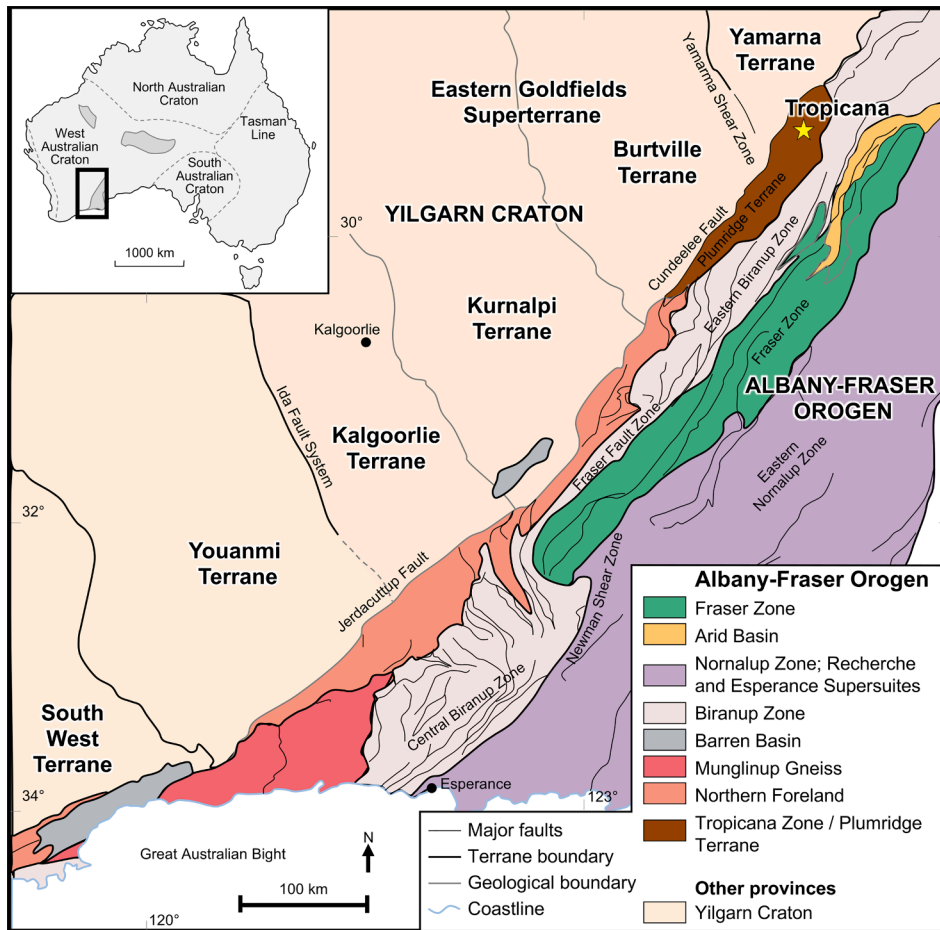 North Australian
Craton
West
Australian
Craton
Tasman
Line
South
Australian
Craton
1000 km
Yamarna
Terrane
Yamarma Shear Zone
Eastern Goldfields
Superterrane
Tropicana
Burtville
Terrane
YILGARN CRATON
30°
Cundeelee Fault
Plumridge Terrane
Eastern Biranup Zone
Kurnalpi
Terrane
Kalgoorlie
Fraser Zone
ALBANY-FRASER
OROGEN
Ida Fault System
Kalgoorlie
Terrane
Fraser Fault Zone
Eastern
Nornalup Zone
32°
Youanmi
Terrane
Jerdacuttup Fault
Newman Shear Zone
Central Biranup Zone
South
West
Terrane
Esperance
34°
123°
Great Australian Bight
N
100 km
120°
Major faults
Terrane boundary
Geological boundary
Coastline
Albany-Fraser Orogen
Fraser Zone
Arid Basin
Nornalup Zone; Recherche
and Esperance Supersuites
Biranup Zone
Barren Basin
Munglinup Gneiss
Northern Foreland
Tropicana Zone / Plumridge
Terrane
Other provinces
Yilgarn Craton